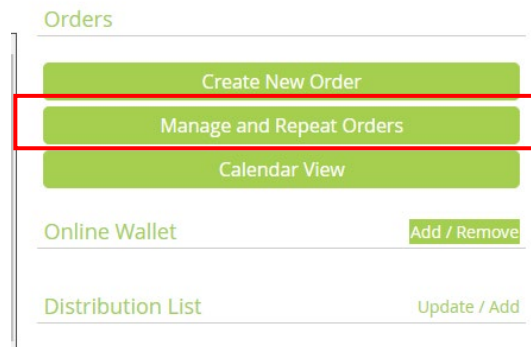 Orders
Create New Order
Manage and Repeat Orders
Calendar View
Online Wallet Add / Remove
Distribution List Update / Add